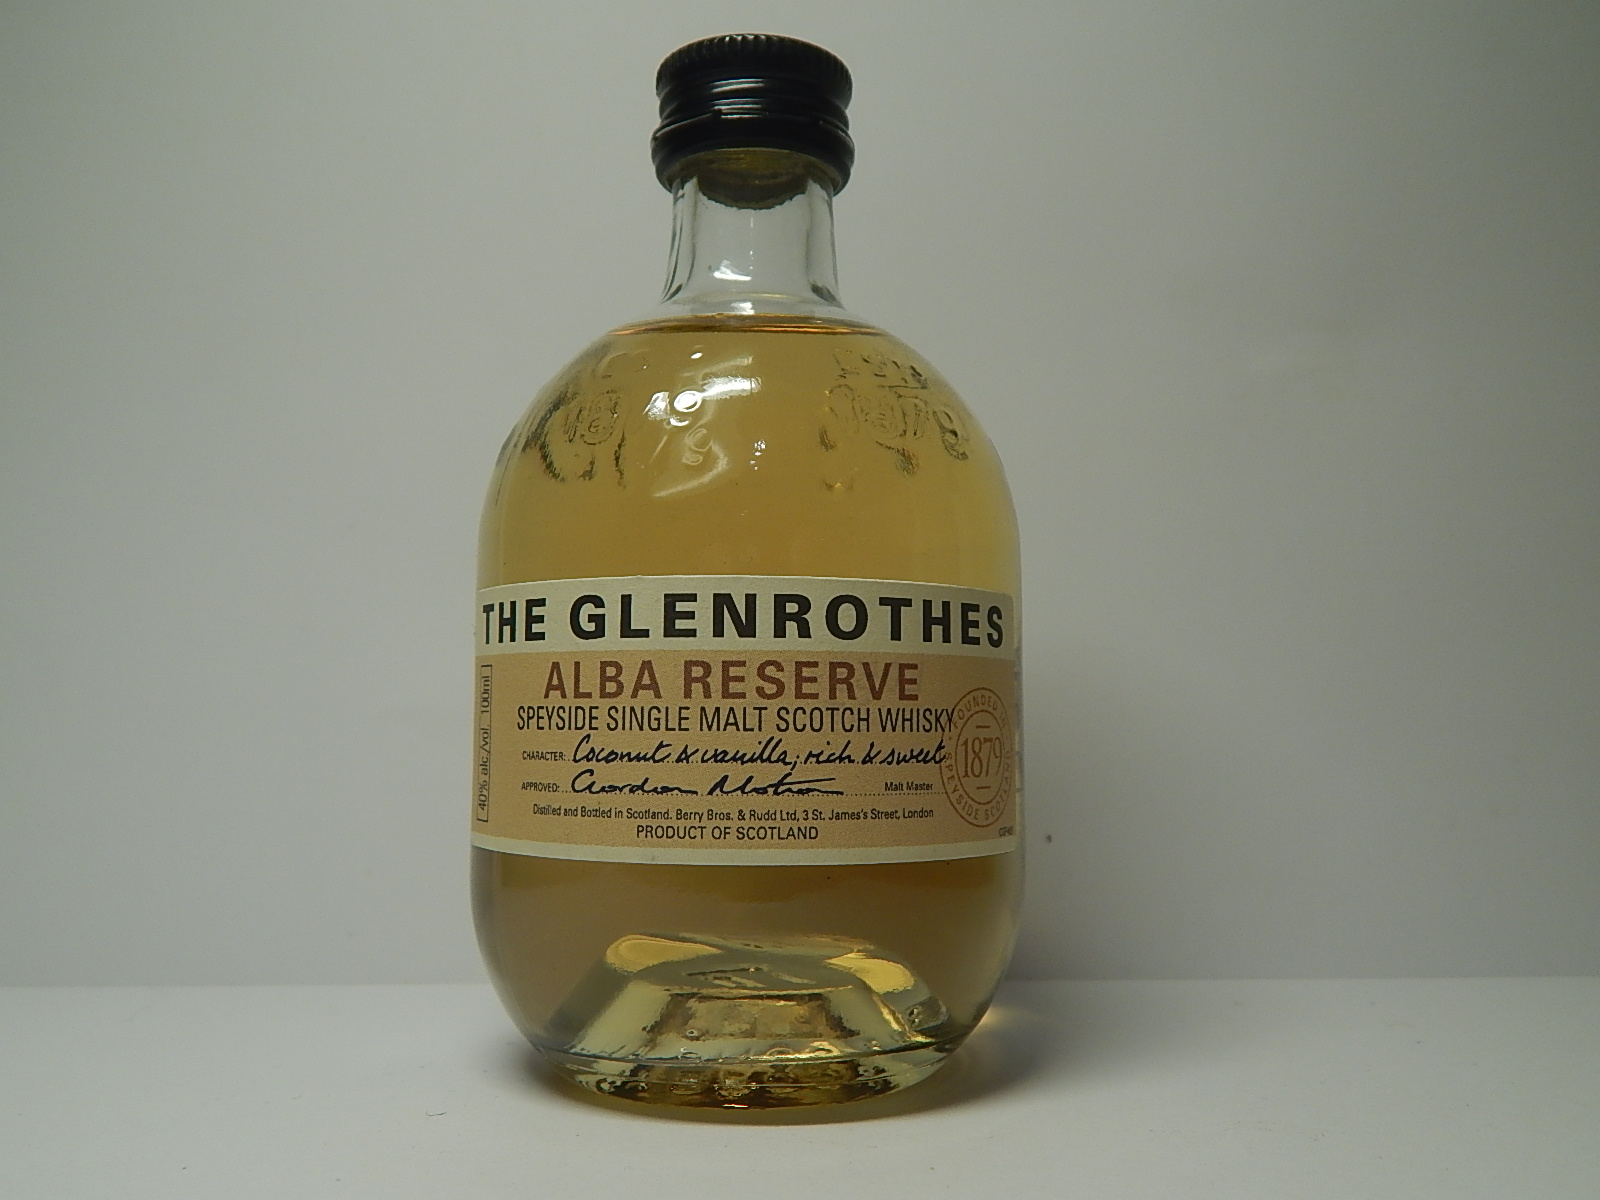 EST.
1879
THE GLENROTHES
ALBA RESERVE
SPEYSIDE SINGLE MALT SCOTCH WHISKY
CHARACTER: Coconut & vanilla, rich & sweet
APPROVED: Gordon Motion Malt Master
Distilled and Bottled in Scotland. Berry Bros. & Rudd Ltd, 3 St. James's Street, London
PRODUCT OF SCOTLAND
40% alc./vol. 100ml
FOUNDED IN
1879
SPEYSIDE SCOTLAND